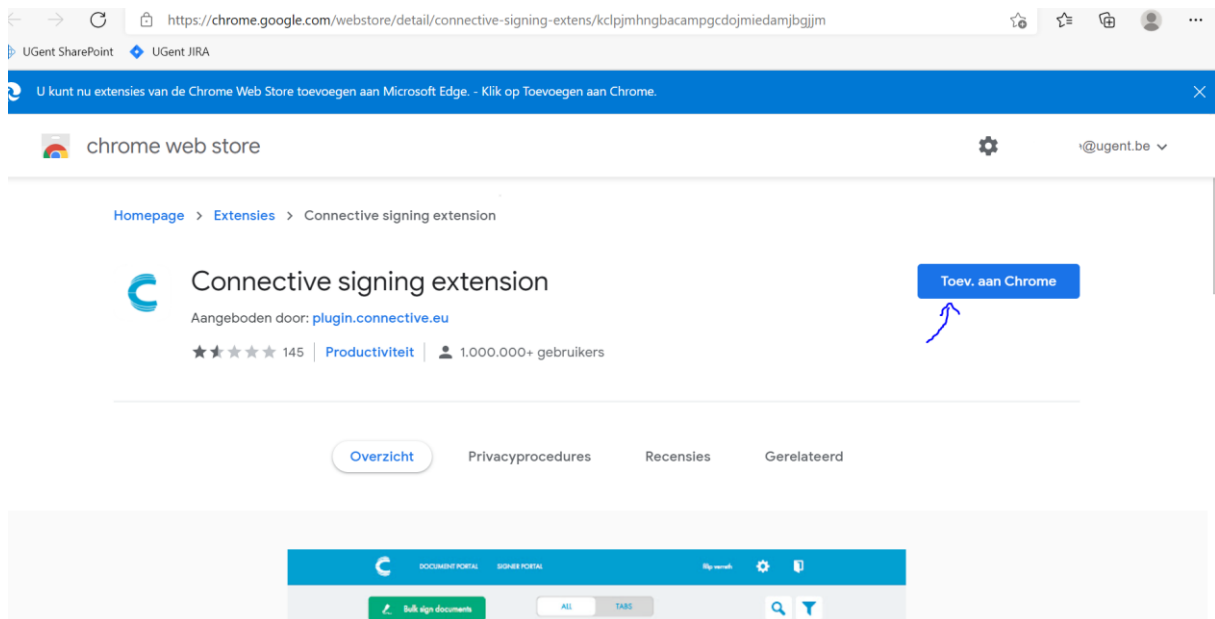 https://chrome.google.com/webstore/detail/connective-signing-extens/kclpjmhngbacampgcdojmiedamjbgjjm
UGent SharePoint UGent JIRA
U kunt nu extensies van de Chrome Web Store toevoegen aan Microsoft Edge. - Klik op Toevoegen aan Chrome.
chrome web store @ugent.be
Homepage > Extensies > Connective signing extension
Connective signing extension
Toev. aan Chrome
Aangeboden door: plugin.connective.eu
145 Productiviteit 1.000.000+ gebruikers
Overzicht Privacyprocedures Recensies Gerelateerd
DOCUMENT PORTAL SIGNER PORTAL
Bulk sign documents ALL TABS